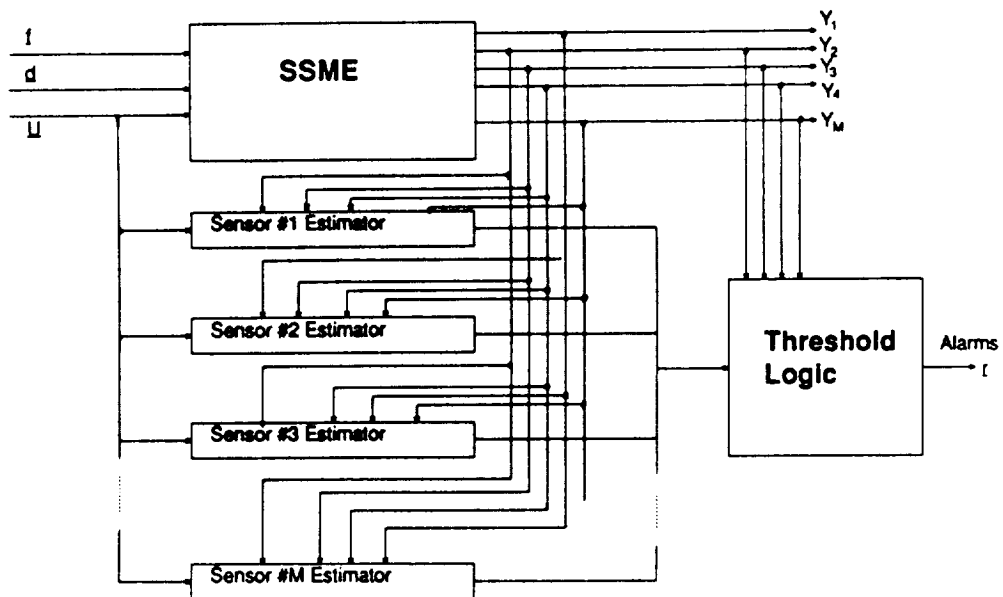 f
d
U
SSME
Y1
Y2
Y3
Y4
YM
Sensor #1 Estimator
Sensor #2 Estimator
Sensor #3 Estimator
Sensor #M Estimator
Threshold
Logic
Alarms
r